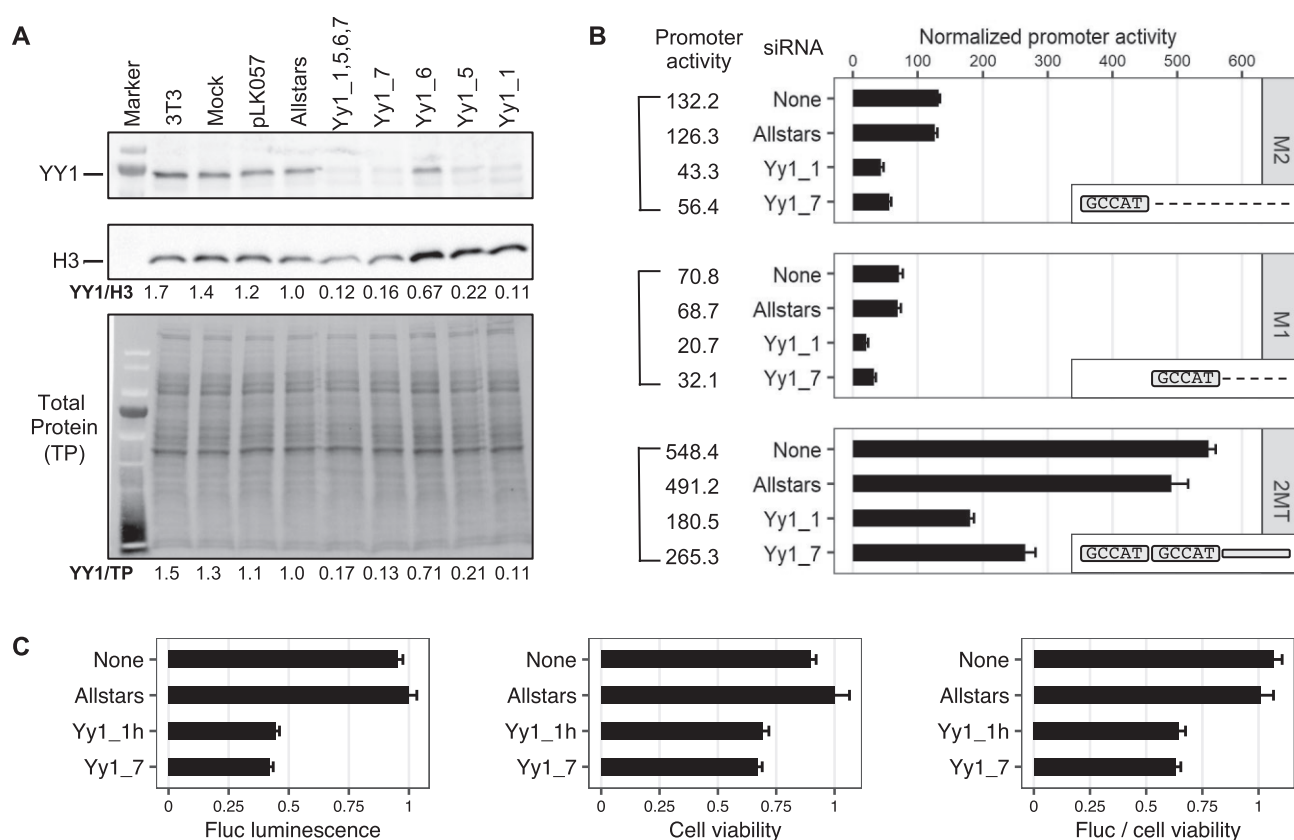 A
Marker
3T3
Mock
pLK057
Allstars
Yy1_1,5,6,7
Yy1_7
Yy1_6
Yy1_5
Yy1_1
YY1
H3
YY1/H3 1.7 1.4 1.2 1.0 0.12 0.16 0.67 0.22 0.11
Total
Protein
(TP)
YY1/TP 1.5 1.3 1.1 1.0 0.17 0.13 0.71 0.21 0.11
B
Promoter
activity
siRNA
Normalized promoter activity
0 100 200 300 400 500 600
132.2 None
126.3 Allstars
43.3 Yy1_1
56.4 Yy1_7
M2
GCCAT
70.8 None
68.7 Allstars
20.7 Yy1_1
32.1 Yy1_7
M1
GCCAT
548.4 None
491.2 Allstars
180.5 Yy1_1
265.3 Yy1_7
2MT
GCCAT GCCAT
C
None
Allstars
Yy1_1h
Yy1_7
0 0.25 0.5 0.75 1
Fluc luminescence
None
Allstars
Yy1_1h
Yy1_7
0 0.25 0.5 0.75 1
Cell viability
None
Allstars
Yy1_1h
Yy1_7
0 0.25 0.5 0.75 1
Fluc / cell viability